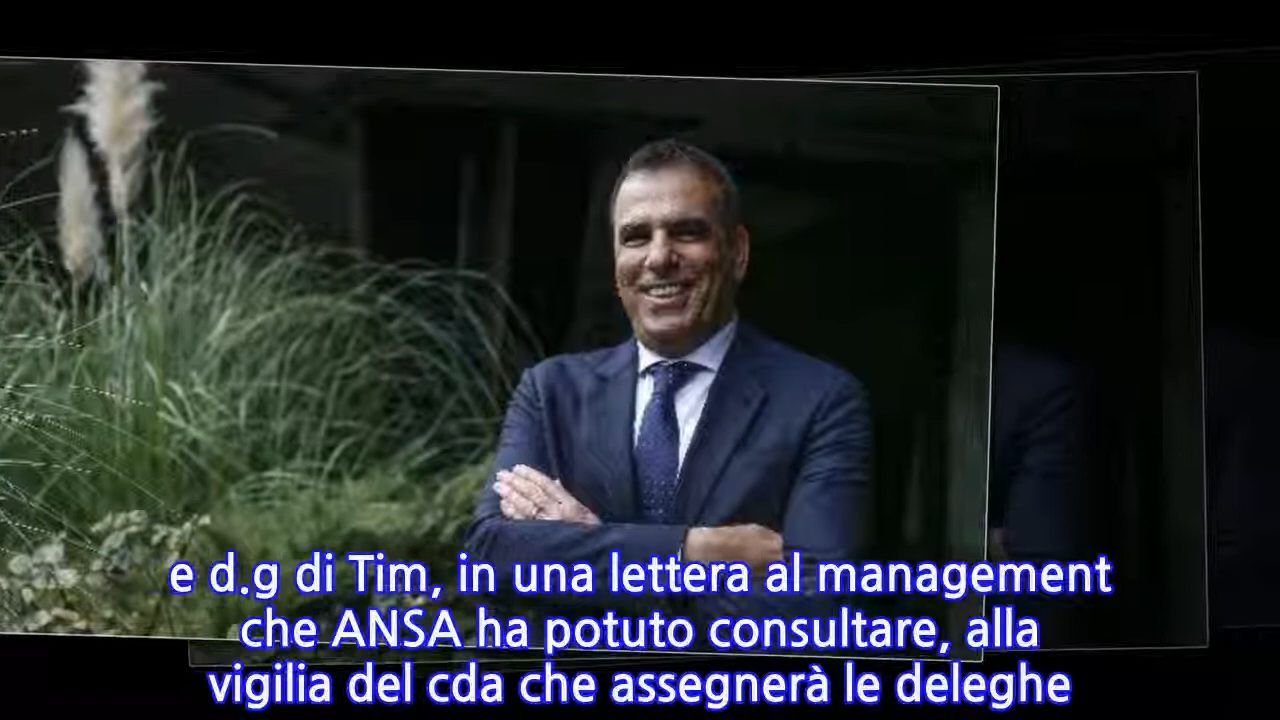 e d.g di Tim, in una lettera al management
che ANSA ha potuto consultare, alla
vigilia del cda che assegnerà le deleghe